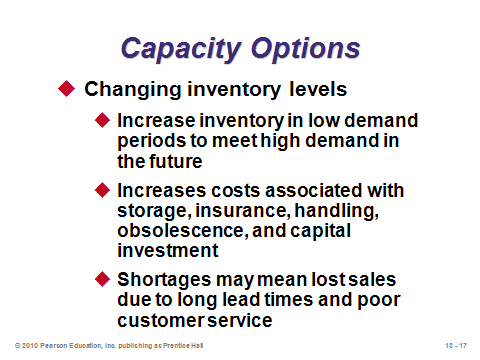 Capacity Options
Changing inventory levels
Increase inventory in low demand
periods to meet high demand in
the future
Increases costs associated with
storage, insurance, handling,
obsolescence, and capital
investment
Shortages may mean lost sales
due to long lead times and poor
customer service
© 2010 Pearson Education, Inc. publishing as Prentice Hall
13 - 17